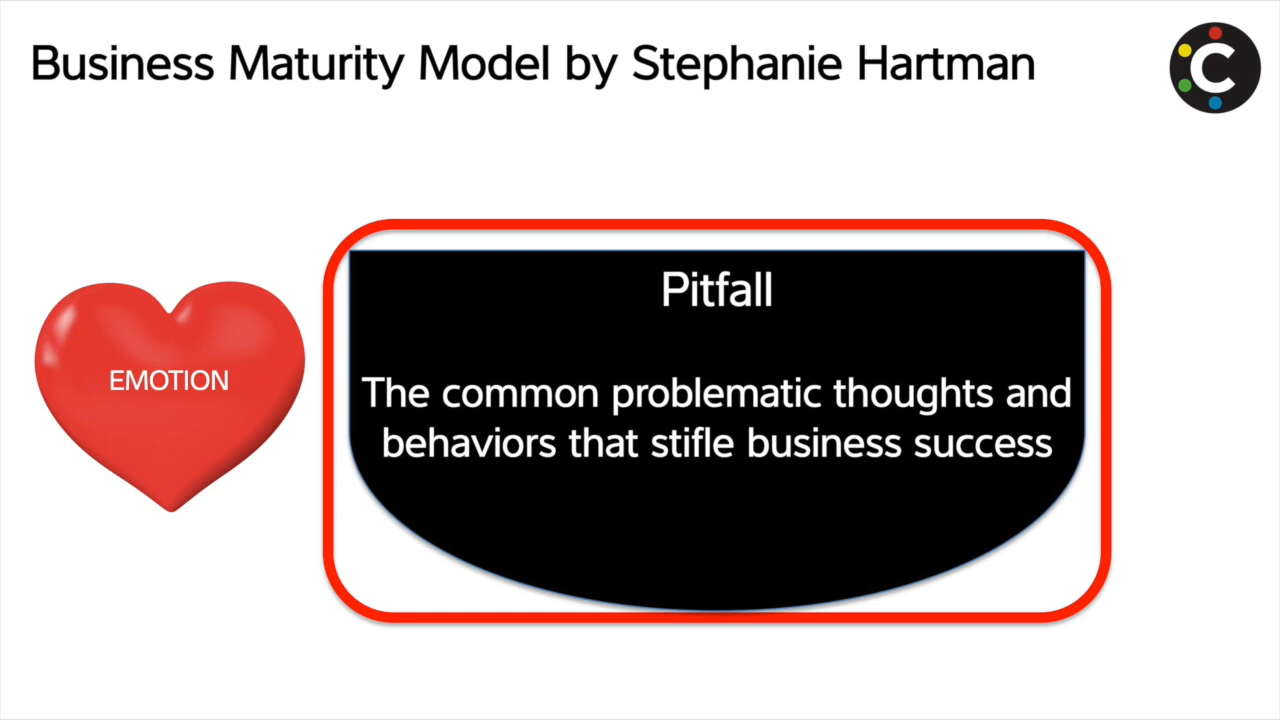 Business Maturity Model by Stephanie Hartman
C
EMOTION
Pitfall
The common problematic thoughts and
behaviors that stifle business success